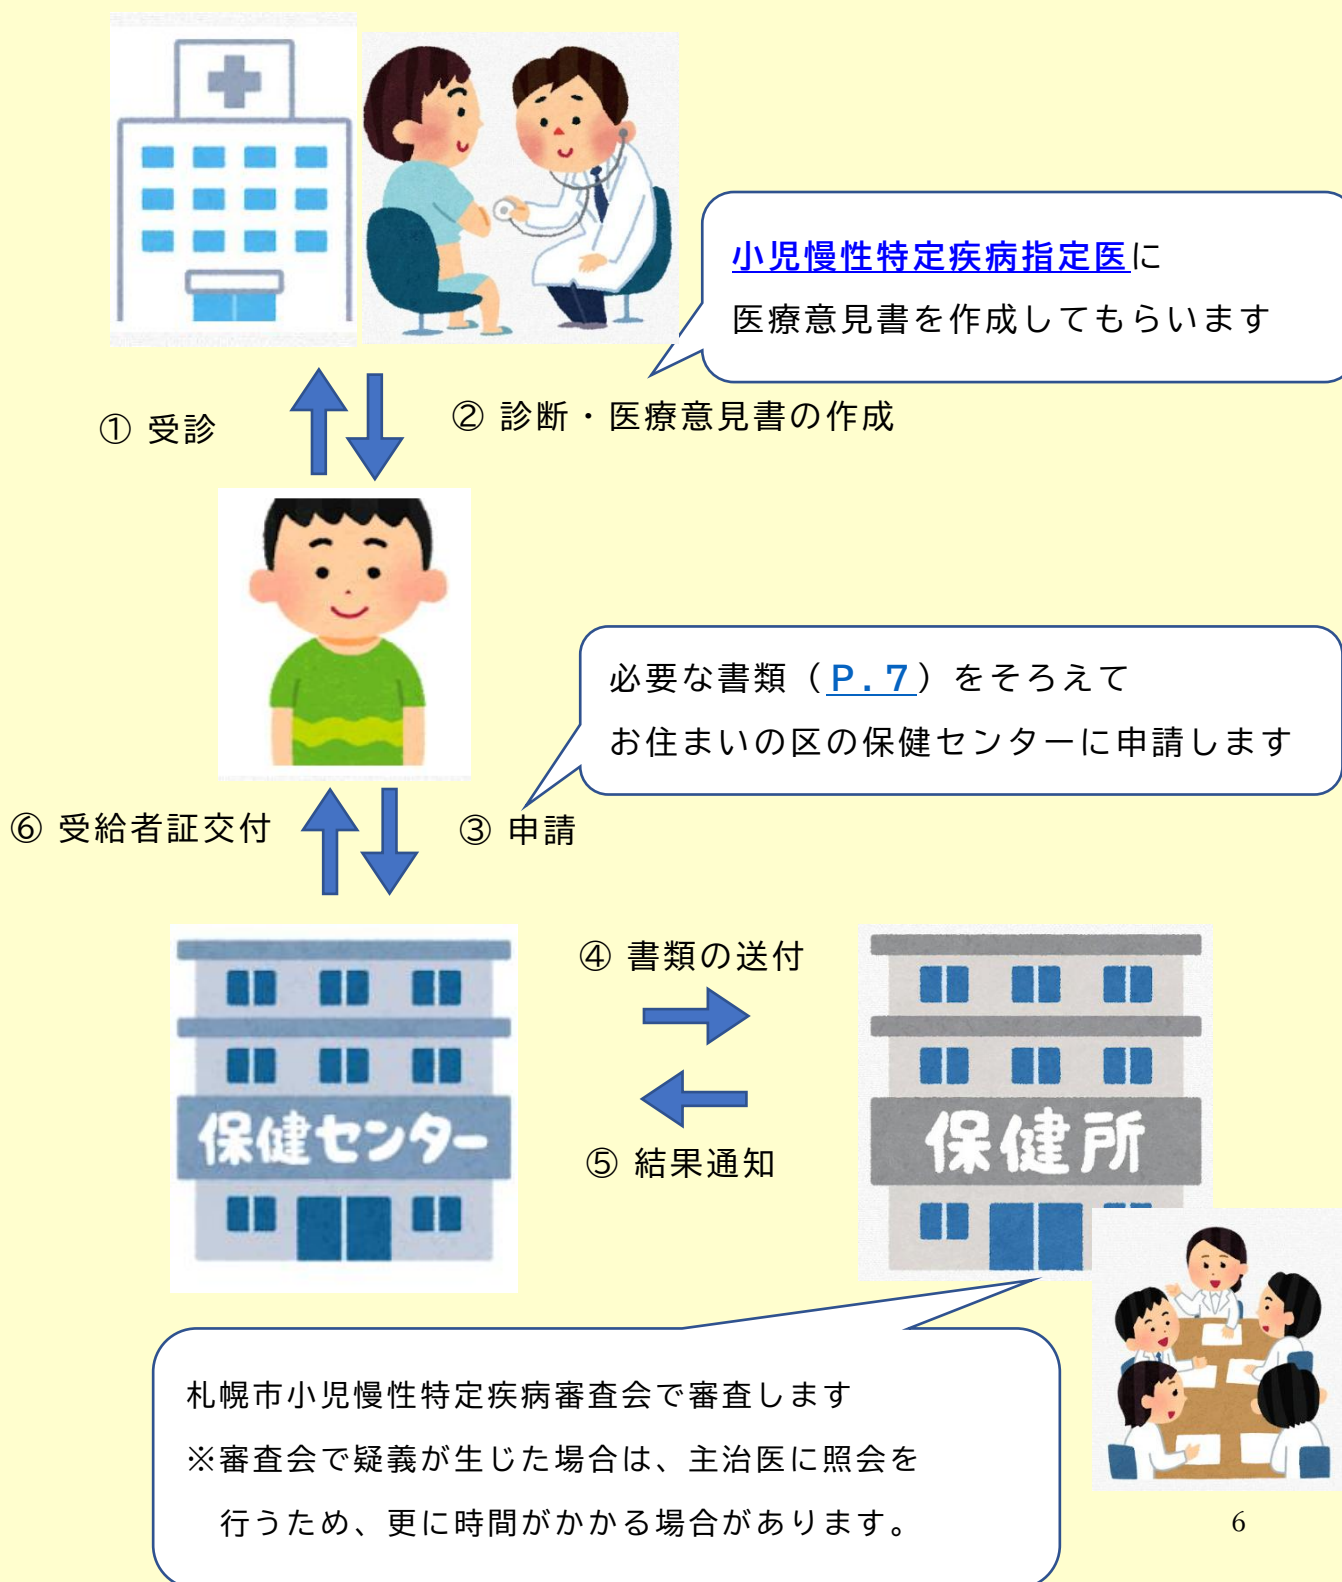 小児慢性特定疾病指定医に
医療意見書を作成してもらいます
① 受診
② 診断・医療意見書の作成
必要な書類（P．7）をそろえて
お住まいの区の保健センターに申請します
⑥ 受給者証交付
③ 申請
④ 書類の送付
保健センター
保健所
⑤ 結果通知
札幌市小児慢性特定疾病審査会で審査します
※審査会で疑義が生じた場合は、主治医に照会を
行うため、更に時間がかかる場合があります。
6